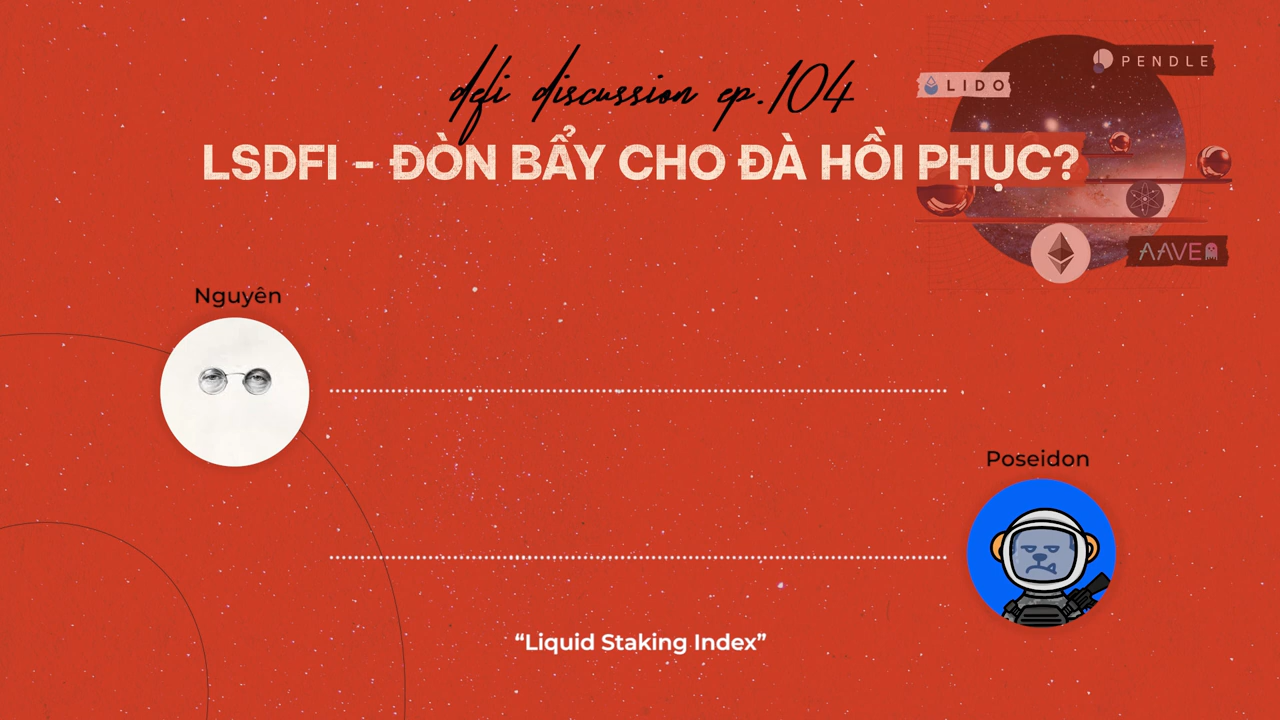 defi discussion ep.104
LSDFI - ĐÒN BẨY CHO ĐÀ HỒI PHỤC?
PENDLE
LIDO
AAVE
Nguyên
Poseidon
“Liquid Staking Index”